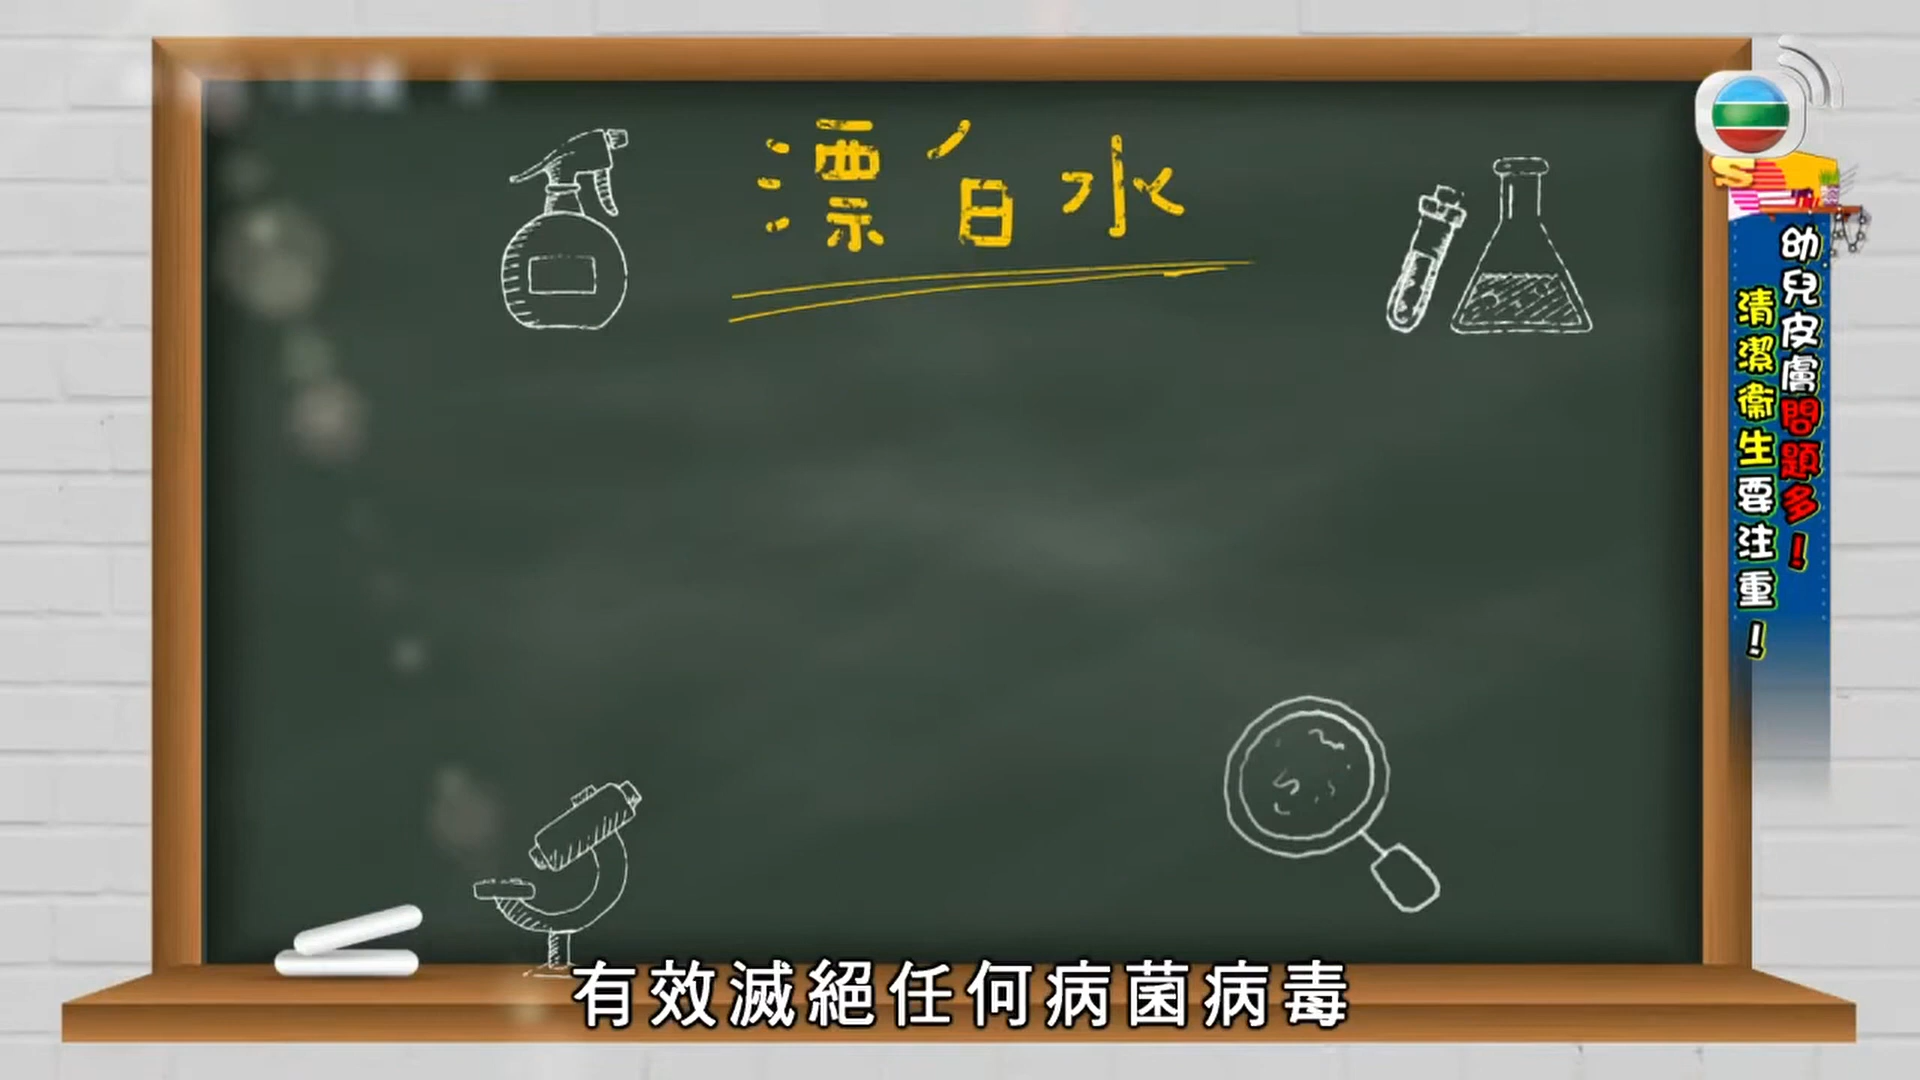 漂白水
幼兒皮膚問題多！
清潔衞生要注重！
有效滅絕任何病菌病毒